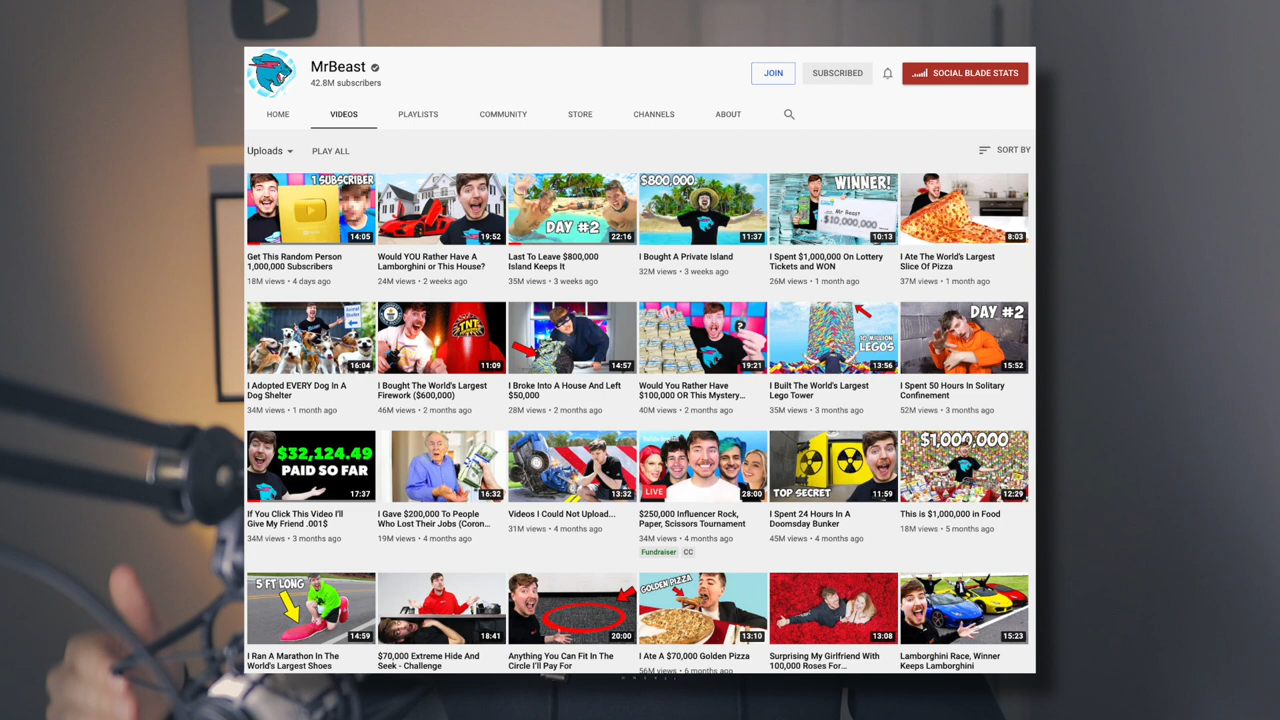 MrBeast
42.8M subscribers
JOIN
SUBSCRIBED
SOCIAL BLADE STATS
HOME
VIDEOS
PLAYLISTS
COMMUNITY
STORE
CHANNELS
ABOUT
Uploads
PLAY ALL
SORT BY
1 SUBSCRIBER
14:05
19:52
DAY #2
22:16
$800,000
11:37
WINNER!
Mr Beast
$10,000,000
10:13
8:03
Get This Random Person
1,000,000 Subscribers
18M views • 4 days ago
Would YOU Rather Have A
Lamborghini or This House?
24M views • 2 weeks ago
Last To Leave $800,000
Island Keeps It
35M views • 3 weeks ago
I Bought A Private Island
32M views • 3 weeks ago
I Spent $1,000,000 On Lottery
Tickets and WON
26M views • 1 month ago
I Ate The World's Largest
Slice Of Pizza
37M views • 1 month ago
Animal
Shelter
16:04
TNT
11:09
14:57
?
19:21
10 MILLION
LEGOS
13:56
DAY #2
15:52
I Adopted EVERY Dog In A
Dog Shelter
34M views • 1 month ago
I Bought The World's Largest
Firework ($600,000)
46M views • 2 months ago
I Broke Into A House And Left
$50,000
28M views • 2 months ago
Would You Rather Have
$100,000 OR This Mystery...
40M views • 2 months ago
I Built The World's Largest
Lego Tower
35M views • 3 months ago
I Spent 50 Hours In Solitary
Confinement
52M views • 3 months ago
$32,124.49
PAID SO FAR
17:37
16:32
13:32
LIVE
28:00
TOP SECRET
11:59
$1,000,000
12:29
If You Click This Video I'll
Give My Friend .001$
34M views • 3 months ago
I Gave $200,000 To People
Who Lost Their Jobs (Coron...
19M views • 4 months ago
Videos I Could Not Upload...
31M views • 4 months ago
$250,000 Influencer Rock,
Paper, Scissors Tournament
34M views • 4 months ago
Fundraiser
CC
I Spent 24 Hours In A
Doomsday Bunker
45M views • 4 months ago
This is $1,000,000 in Food
18M views • 5 months ago
5 FT LONG
14:59
18:41
20:00
GOLDEN PIZZA
13:10
13:08
15:23
I Ran A Marathon In The
World's Largest Shoes
$70,000 Extreme Hide And
Seek - Challenge
Anything You Can Fit In The
Circle I'll Pay For
I Ate A $70,000 Golden Pizza
56M views • 6 months ago
Surprising My Girlfriend With
100,000 Roses For...
Lamborghini Race, Winner
Keeps Lamborghini